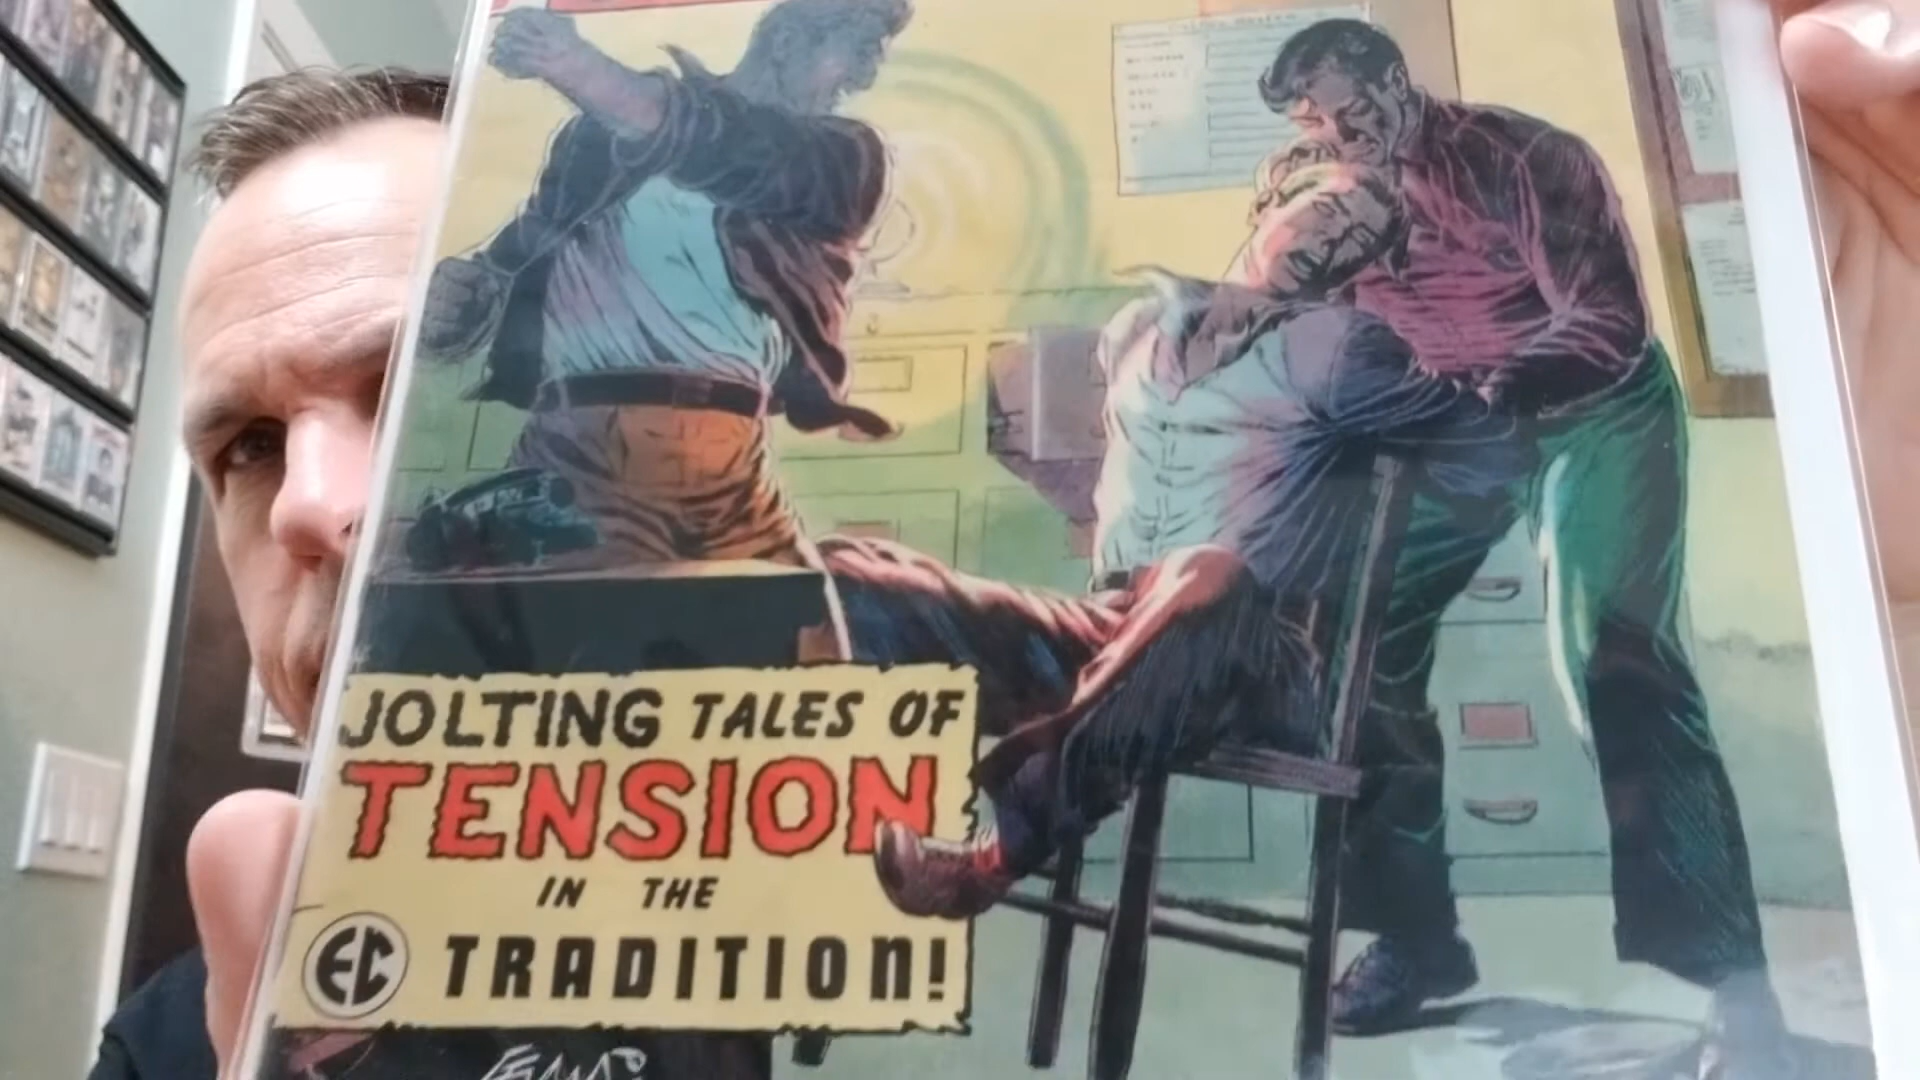 JOLTING TALES OF
TENSION
IN THE
EC TRADITION!